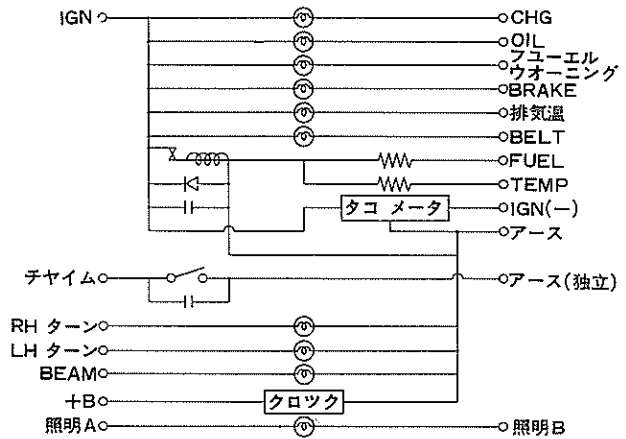 IGN
CHG
OIL
フユーエル
ウオーニング
BRAKE
排気温
BELT
FUEL
TEMP
タコ メータ
IGN(−)
アース
チヤイム
アース(独立)
RH ターン
LH ターン
BEAM
+B
クロツク
照明A
照明B